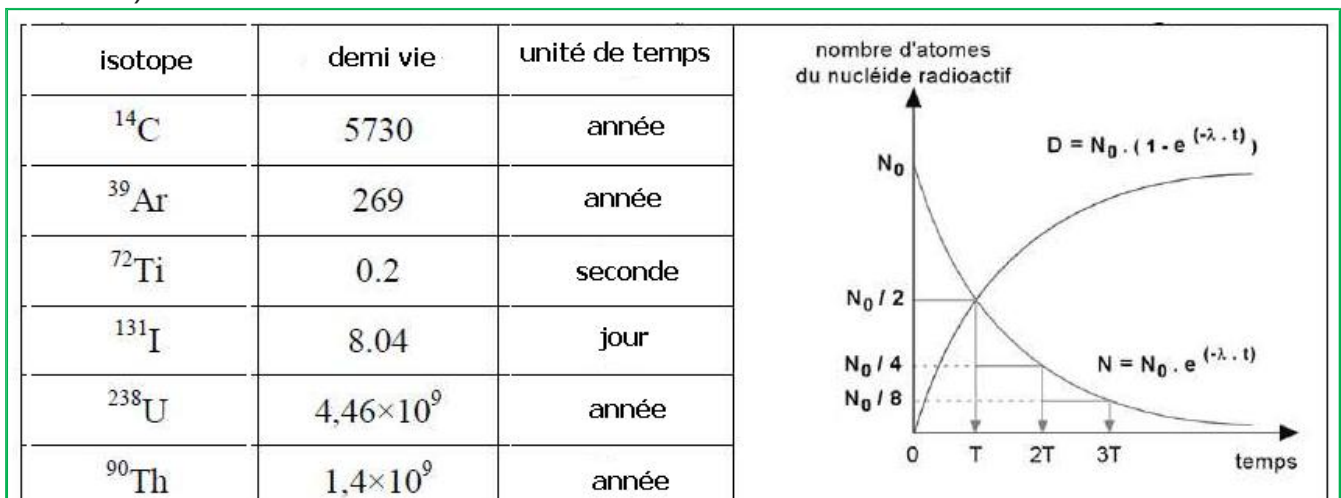 isotope demi vie unité de temps
¹⁴C 5730 année
³⁹Ar 269 année
⁷²Ti 0.2 seconde
¹³¹I 8.04 jour
²³⁸U 4,46×10⁹ année
⁹⁰Th 1,4×10⁹ année
nombre d'atomes
du nucléide radioactif
D = N₀ . ( 1 - e ⁽⁻λ · ᵗ⁾ )
N₀
N₀ / 2
N₀ / 4
N = N₀ . e ⁽⁻λ · ᵗ⁾
N₀ / 8
0 T 2T 3T temps